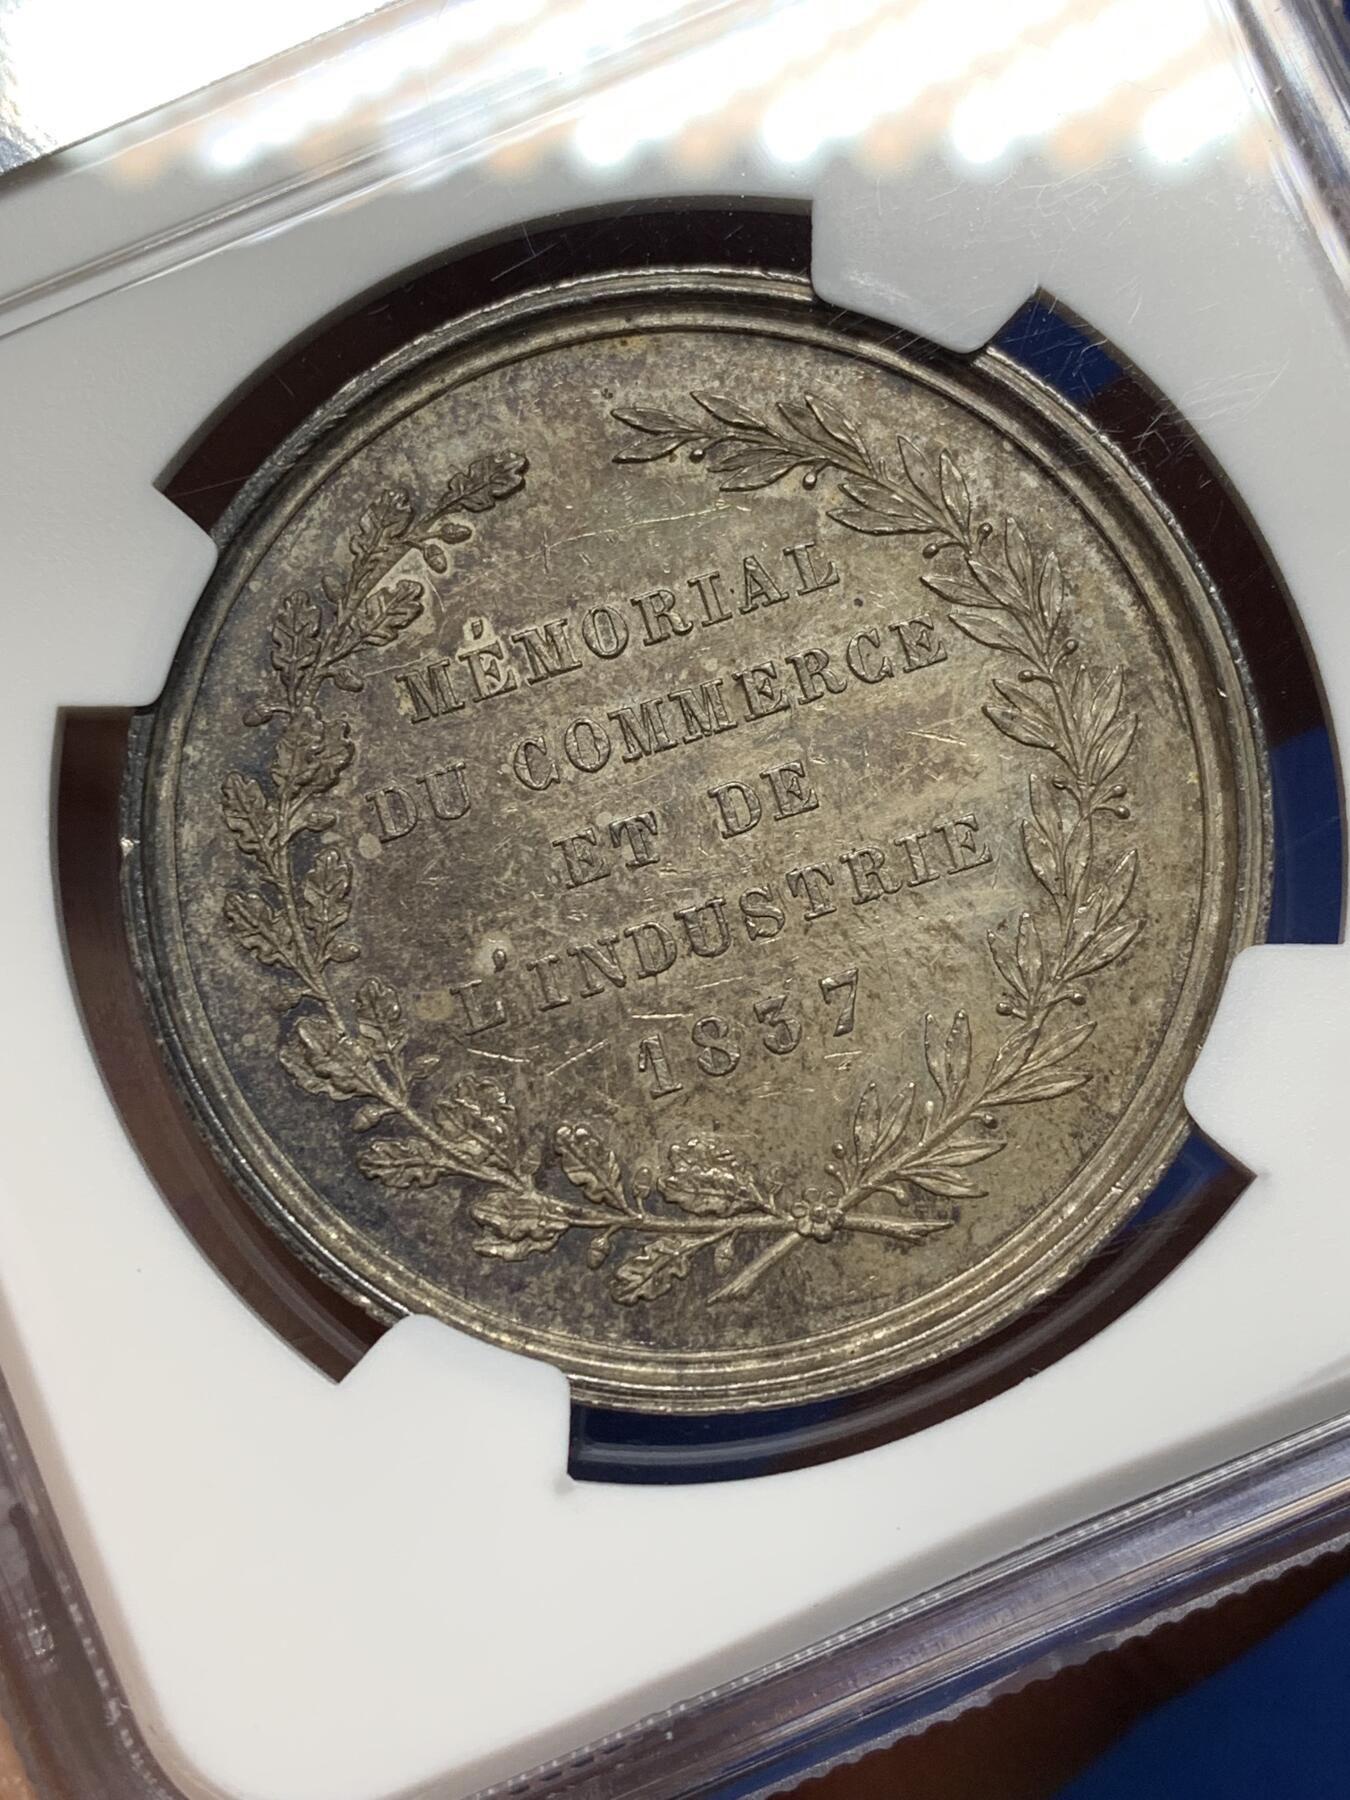 MÉMORIAL
DU COMMERCE
ET DE
L'INDUSTRIE
1837